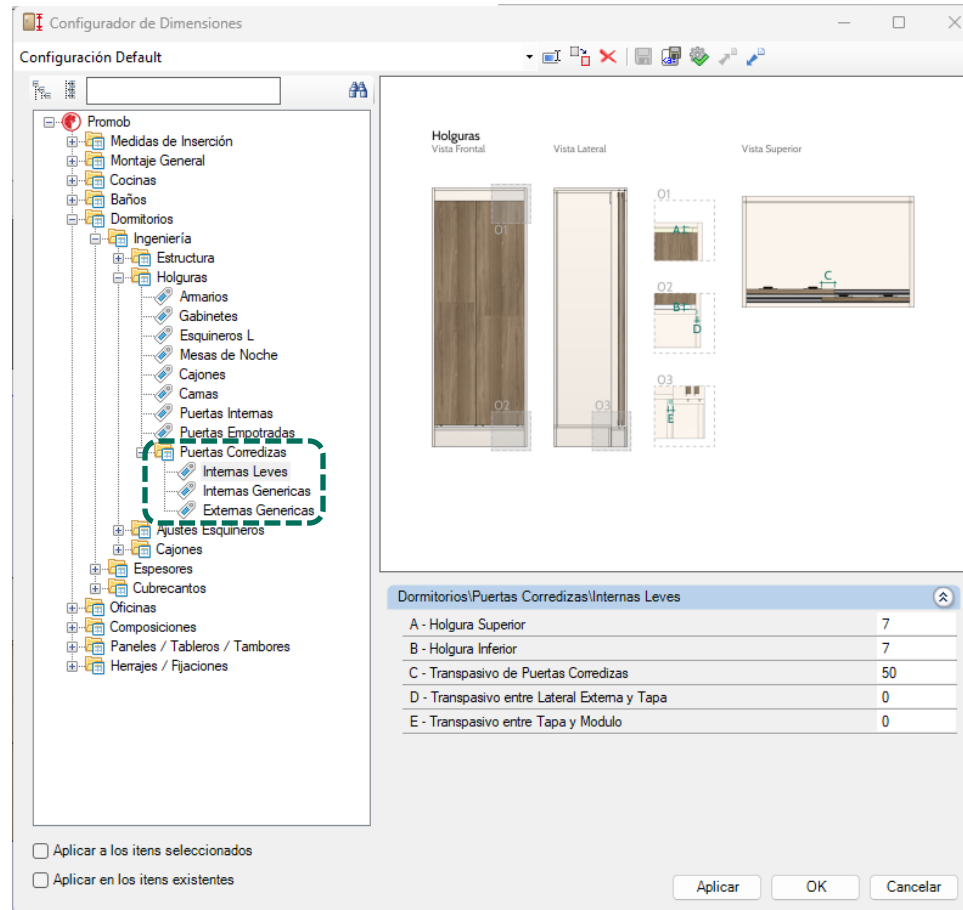 Configurador de Dimensiones
Configuración Default
Promob
Medidas de Inserción
Montaje General
Cocinas
Baños
Dormitorios
Ingeniería
Estructura
Holguras
Armarios
Gabinetes
Esquineros L
Mesas de Noche
Cajones
Camas
Puertas Internas
Puertas Empotradas
Puertas Corredizas
Internas Leves
Internas Genericas
Externas Genericas
Ajustes Esquineros
Cajones
Espesores
Cubrecantos
Oficinas
Composiciones
Paneles / Tableros / Tambores
Herrajes / Fijaciones
Aplicar a los itens seleccionados
Aplicar en los itens existentes
Holguras
Vista Frontal Vista Lateral Vista Superior
O1
O1
A
C
O2
B
D
O3
O2
O3
E
Dormitorios\Puertas Corredizas\Internas Leves
A - Holgura Superior 7
B - Holgura Inferior 7
C - Transpasivo de Puertas Corredizas 50
D - Transpasivo entre Lateral Externa y Tapa 0
E - Transpasivo entre Tapa y Modulo 0
Aplicar OK Cancelar